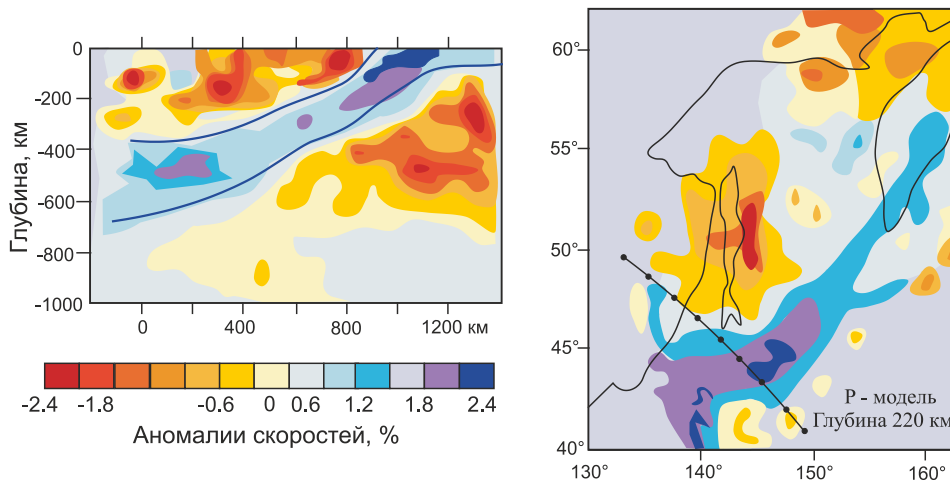 0
-200
-400
-600
-800
-1000
Глубина, км
0 400 800 1200 км
-2.4 -1.8 -0.6 0 0.6 1.2 1.8 2.4
Аномалии скоростей, %
60°
55°
50°
45°
40°
130° 140° 150° 160°
P - модель
Глубина 220 км